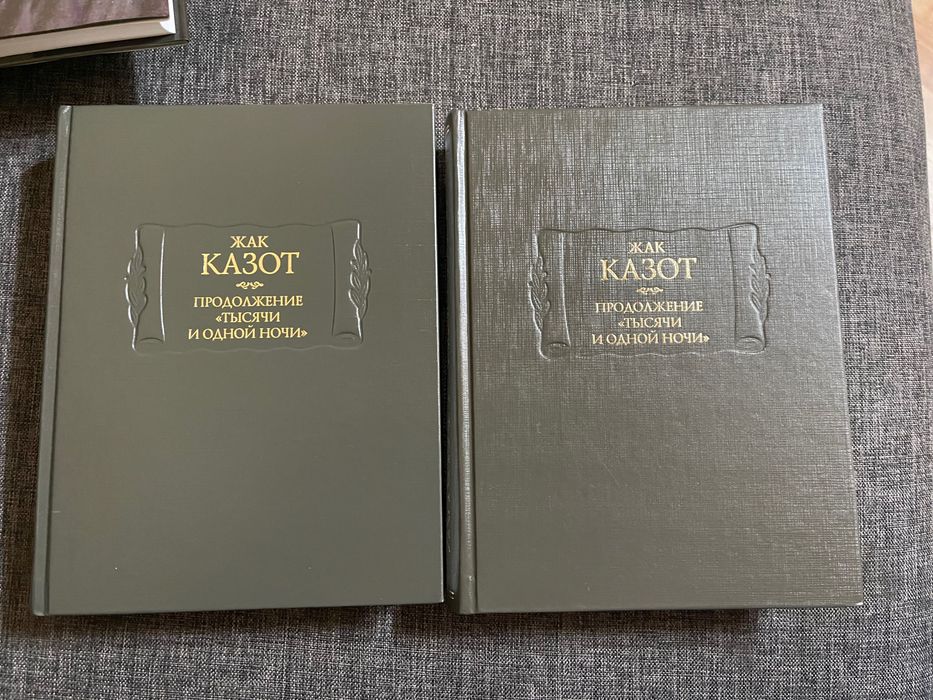 ЖАК
КАЗОТ
ПРОДОЛЖЕНИЕ
«ТЫСЯЧИ
И ОДНОЙ НОЧИ»
ЖАК
КАЗОТ
ПРОДОЛЖЕНИЕ
«ТЫСЯЧИ
И ОДНОЙ НОЧИ»